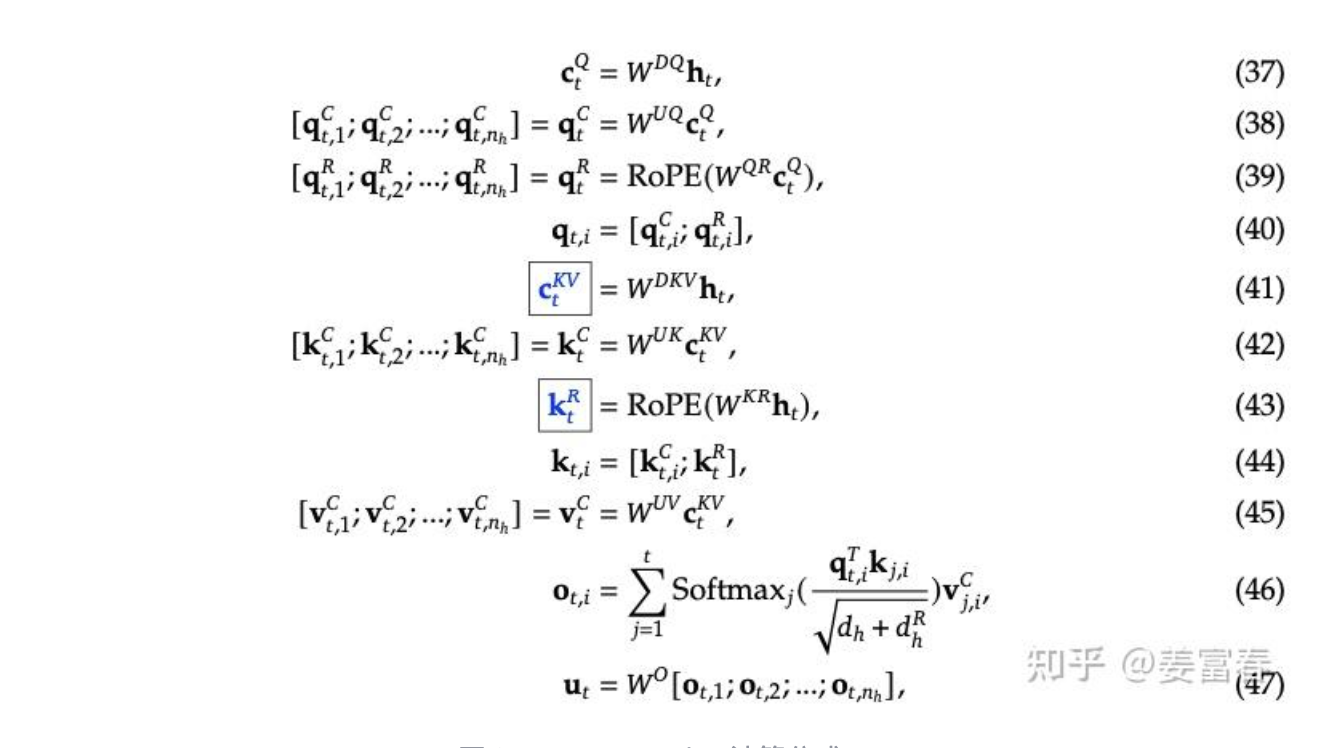 c_t^Q = W^{DQ} h_t, (37)
[q_{t,1}^C; q_{t,2}^C; ...; q_{t,n_h}^C] = q_t^C = W^{UQ} c_t^Q, (38)
[q_{t,1}^R; q_{t,2}^R; ...; q_{t,n_h}^R] = q_t^R = RoPE(W^{QR} c_t^Q), (39)
q_{t,i} = [q_{t,i}^C; q_{t,i}^R], (40)
c_t^{KV} = W^{DKV} h_t, (41)
[k_{t,1}^C; k_{t,2}^C; ...; k_{t,n_h}^C] = k_t^C = W^{UK} c_t^{KV}, (42)
k_t^R = RoPE(W^{KR} h_t), (43)
k_{t,i} = [k_{t,i}^C; k_t^R], (44)
[v_{t,1}^C; v_{t,2}^C; ...; v_{t,n_h}^C] = v_t^C = W^{UV} c_t^{KV}, (45)
o_{t,i} = \sum_{j=1}^{t} Softmax_j(\frac{q_{t,i}^T k_{j,i}}{\sqrt{d_h + d_h^R}}) v_{j,i}^C, (46)
知乎 @姜富春
u_t = W^O [o_{t,1}; o_{t,2}; ...; o_{t,n_h}], (47)